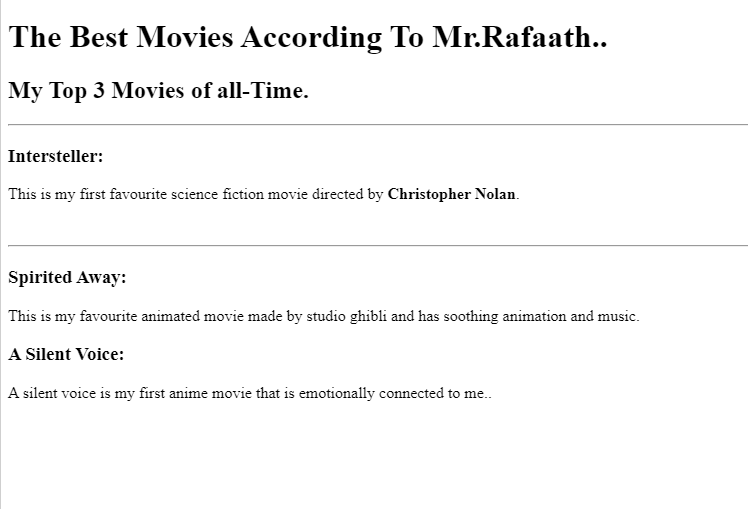 The Best Movies According To Mr.Rafaath..
My Top 3 Movies of all-Time.
Intersteller:
This is my first favourite science fiction movie directed by Christopher Nolan.
Spirited Away:
This is my favourite animated movie made by studio ghibli and has soothing animation and music.
A Silent Voice:
A silent voice is my first anime movie that is emotionally connected to me..